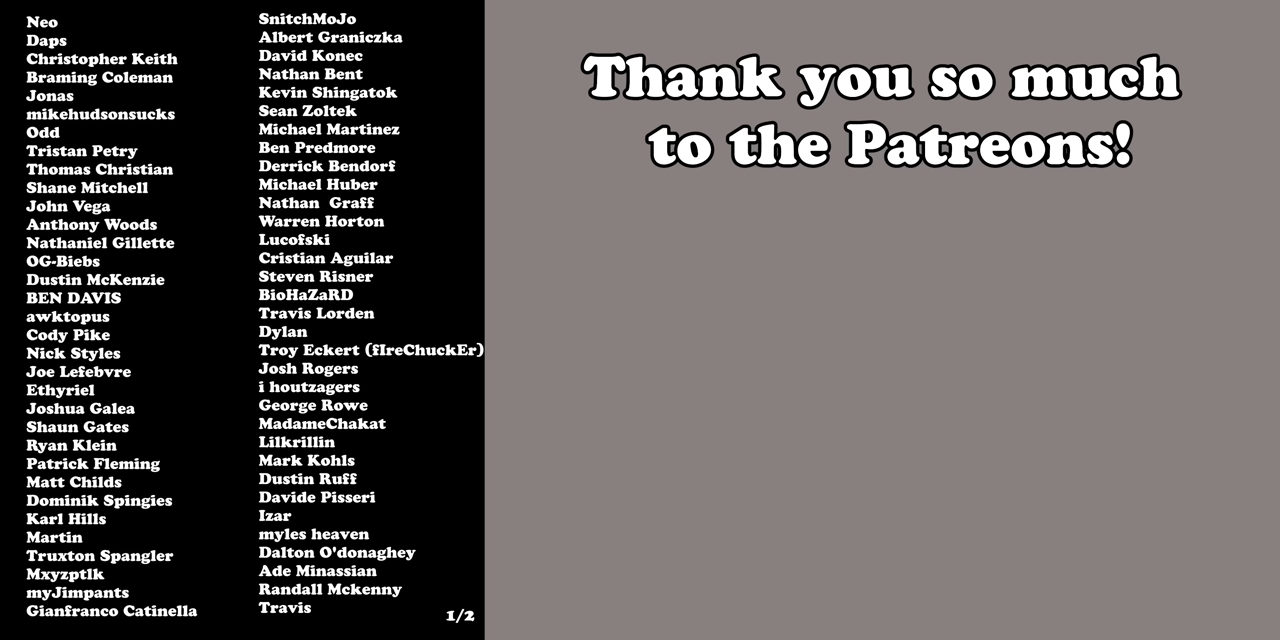 Neo
Daps
Christopher Keith
Braming Coleman
Jonas
mikehudsonsucks
Odd
Tristan Petry
Thomas Christian
Shane Mitchell
John Vega
Anthony Woods
Nathaniel Gillette
OG-Biebs
Dustin McKenzie
BEN DAVIS
awktopus
Cody Pike
Nick Styles
Joe Lefebvre
Ethyriel
Joshua Galea
Shaun Gates
Ryan Klein
Patrick Fleming
Matt Childs
Dominik Spingies
Karl Hills
Martin
Truxton Spangler
Mxyzptlk
myJimpants
Gianfranco Catinella
SnitchMoJo
Albert Graniczka
David Konec
Nathan Bent
Kevin Shingatok
Sean Zoltek
Michael Martinez
Ben Predmore
Derrick Bendorf
Michael Huber
Nathan  Graff
Warren Horton
Lucofski
Cristian Aguilar
Steven Risner
BioHaZaRD
Travis Lorden
Dylan
Troy Eckert (fIreChuckEr)
Josh Rogers
i houtzagers
George Rowe
MadameChakat
Lilkrillin
Mark Kohls
Dustin Ruff
Davide Pisseri
Izar
myles heaven
Dalton O'donaghey
Ade Minassian
Randall Mckenny
Travis
1/2
Thank you so much
to the Patreons!